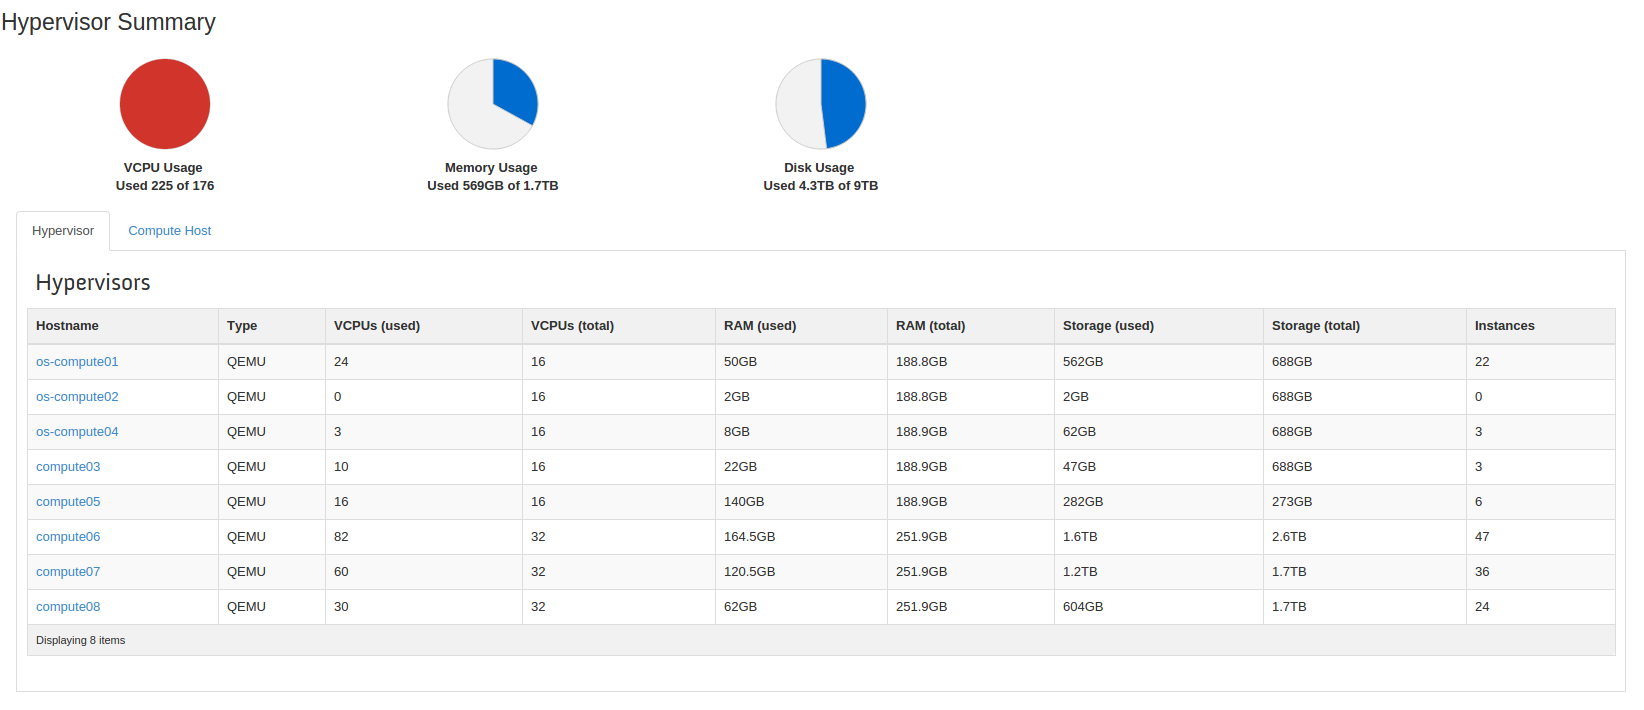 Hypervisor Summary
VCPU Usage
Used 225 of 176
Memory Usage
Used 569GB of 1.7TB
Disk Usage
Used 4.3TB of 9TB
Hypervisor Compute Host
Hypervisors
Hostname Type VCPUs (used) VCPUs (total) RAM (used) RAM (total) Storage (used) Storage (total) Instances
os-compute01 QEMU 24 16 50GB 188.8GB 562GB 688GB 22
os-compute02 QEMU 0 16 2GB 188.8GB 2GB 688GB 0
os-compute04 QEMU 3 16 8GB 188.9GB 62GB 688GB 3
compute03 QEMU 10 16 22GB 188.9GB 47GB 688GB 3
compute05 QEMU 16 16 140GB 188.9GB 282GB 273GB 6
compute06 QEMU 82 32 164.5GB 251.9GB 1.6TB 2.6TB 47
compute07 QEMU 60 32 120.5GB 251.9GB 1.2TB 1.7TB 36
compute08 QEMU 30 32 62GB 251.9GB 604GB 1.7TB 24
Displaying 8 items